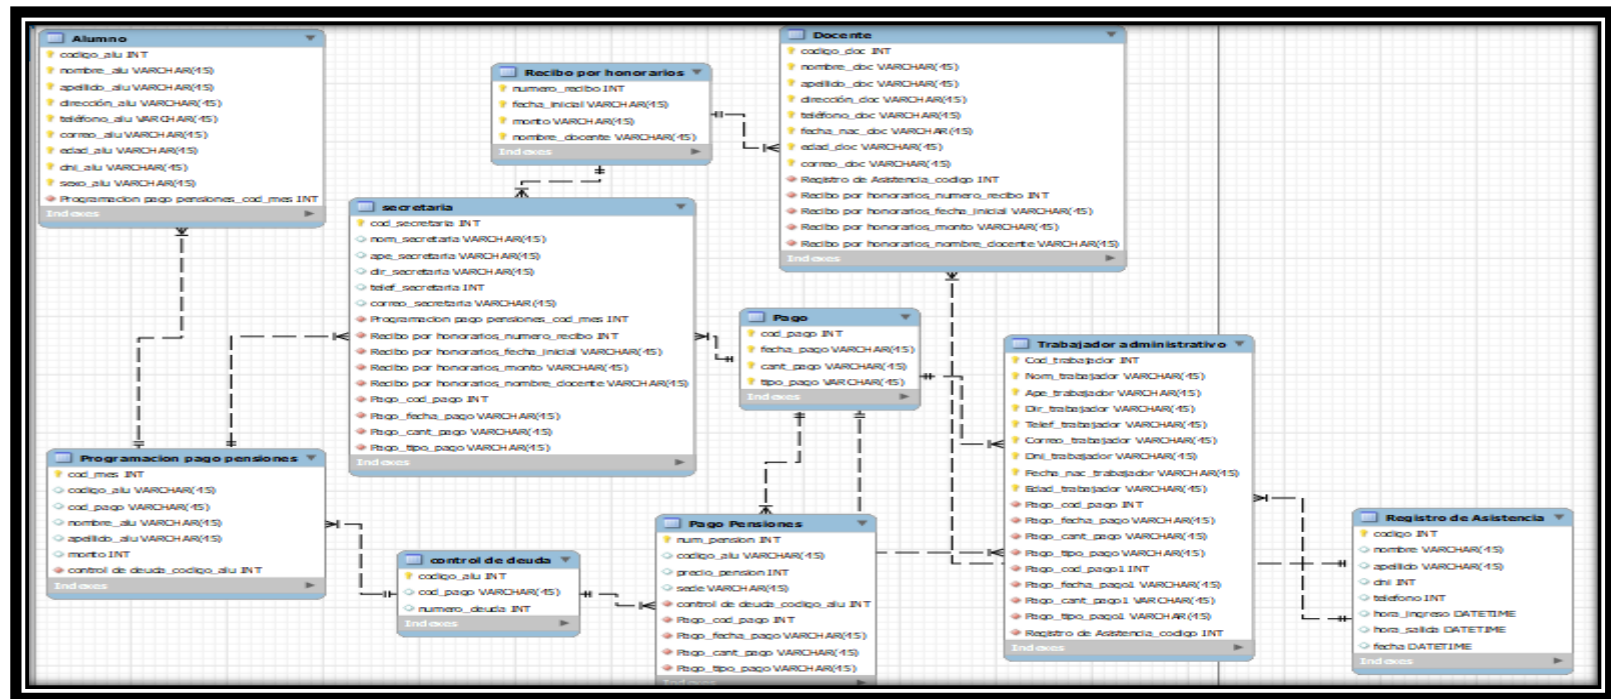 Alumno
codigo_alu INT
nombre_alu VARCHAR(45)
apellido_alu VARCHAR(45)
dirección_alu VARCHAR(45)
teléfono_alu VARCHAR(45)
correo_alu VARCHAR(45)
edad_alu VARCHAR(45)
dni_alu VARCHAR(45)
sexo_alu VARCHAR(45)
Programacion pago pensiones_cod_mes INT
Indexes
Recibo por honorarios
numero_recibo INT
fecha_inicial VARCHAR(45)
monto VARCHAR(45)
nombre_docente VARCHAR(45)
Indexes
Docente
codigo_doc INT
nombre_doc VARCHAR(45)
apellido_doc VARCHAR(45)
dirección_doc VARCHAR(45)
teléfono_doc VARCHAR(45)
fecha_nac_doc VARCHAR(45)
edad_doc VARCHAR(45)
correo_doc VARCHAR(45)
Registro de Asistencia_codigo INT
Recibo por honorarios_numero_recibo INT
Recibo por honorarios_fecha_inicial VARCHAR(45)
Recibo por honorarios_monto VARCHAR(45)
Recibo por honorarios_nombre_docente VARCHAR(45)
Indexes
secretaria
cod_secretaria INT
nom_secretaria VARCHAR(45)
ape_secretaria VARCHAR(45)
dir_secretaria VARCHAR(45)
telef_secretaria INT
correo_secretaria VARCHAR(45)
Programacion pago pensiones_cod_mes INT
Recibo por honorarios_numero_recibo INT
Recibo por honorarios_fecha_inicial VARCHAR(45)
Recibo por honorarios_monto VARCHAR(45)
Recibo por honorarios_nombre_docente VARCHAR(45)
Pago_cod_pago INT
Pago_fecha_pago VARCHAR(45)
Pago_cant_pago VARCHAR(45)
Pago_tipo_pago VARCHAR(45)
Indexes
Pago
cod_pago INT
fecha_pago VARCHAR(45)
cant_pago VARCHAR(45)
tipo_pago VARCHAR(45)
Indexes
Trabajador administrativo
Cod_trabajador INT
Nom_trabajador VARCHAR(45)
Ape_trabajador VARCHAR(45)
Dir_trabajador VARCHAR(45)
Telef_trabajador VARCHAR(45)
Correo_trabajador VARCHAR(45)
Dni_trabajador VARCHAR(45)
Fecha_nac_trabajador VARCHAR(45)
Edad_trabajador VARCHAR(45)
Pago_cod_pago INT
Pago_fecha_pago VARCHAR(45)
Pago_cant_pago VARCHAR(45)
Pago_tipo_pago VARCHAR(45)
Pago_cod_pago1 INT
Pago_fecha_pago1 VARCHAR(45)
Pago_cant_pago1 VARCHAR(45)
Pago_tipo_pago1 VARCHAR(45)
Registro de Asistencia_codigo INT
Indexes
Programacion pago pensiones
cod_mes INT
codigo_alu VARCHAR(45)
cod_pago VARCHAR(45)
nombre_alu VARCHAR(45)
apellido_alu VARCHAR(45)
monto INT
control de deuda_codigo_alu INT
Indexes
control de deuda
codigo_alu INT
cod_pago VARCHAR(45)
numero_deuda INT
Indexes
Pago Pensiones
num_pension INT
codigo_alu VARCHAR(45)
precio_pension INT
sede VARCHAR(45)
control de deuda_codigo_alu INT
Pago_cod_pago INT
Pago_fecha_pago VARCHAR(45)
Pago_cant_pago VARCHAR(45)
Pago_tipo_pago VARCHAR(45)
Indexes
Registro de Asistencia
codigo INT
nombre VARCHAR(45)
apellido VARCHAR(45)
dni INT
telefono INT
hora_ingreso DATETIME
hora_salida DATETIME
fecha DATETIME
Indexes